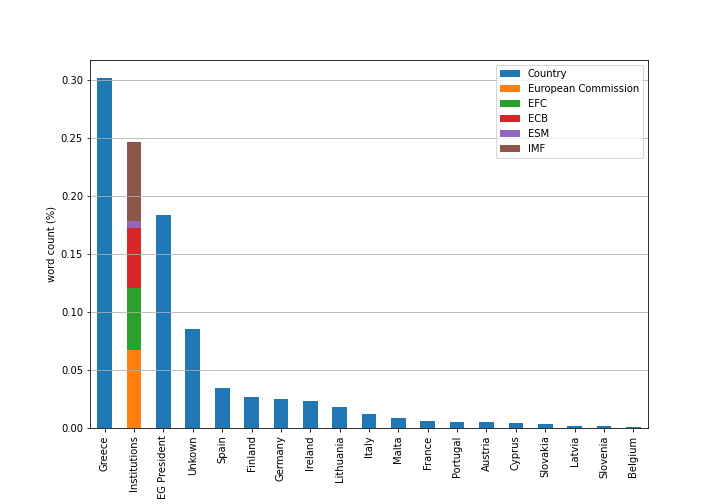 0.30
0.25
0.20
0.15
0.10
0.05
0.00
word count (%)
Country
European Commission
EFC
ECB
ESM
IMF
Greece
Institutions
EG President
Unkown
Spain
Finland
Germany
Ireland
Lithuania
Italy
Malta
France
Portugal
Austria
Cyprus
Slovakia
Latvia
Slovenia
Belgium